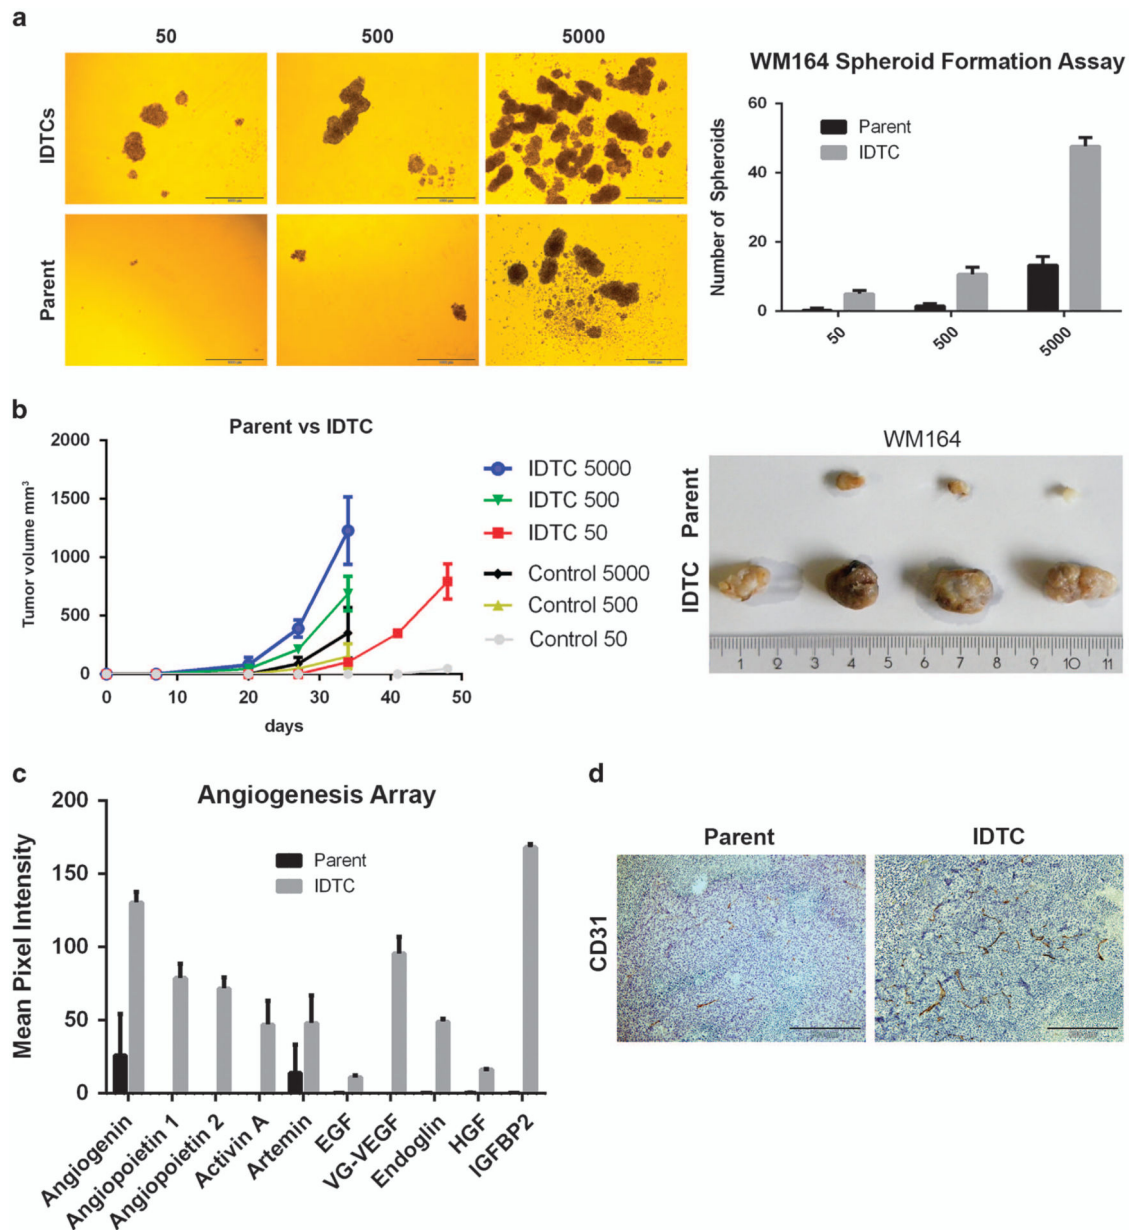 a
50 500 5000
IDTCs
Parent
WM164 Spheroid Formation Assay
60
40
20
0
Number of Spheroids
Parent
IDTC
50 500 5000
b
Parent vs IDTC
2000
1500
1000
500
0
Tumor volume mm³
0 10 20 30 40 50
days
IDTC 5000
IDTC 500
IDTC 50
Control 5000
Control 500
Control 50
WM164
Parent
IDTC
1 2 3 4 5 6 7 8 9 10 11
c
Angiogenesis Array
200
150
100
50
0
Mean Pixel Intensity
Parent
IDTC
Angiogenin
Angiopoietin 1
Angiopoietin 2
Activin A
Artemin
EGF
VG-VEGF
Endoglin
HGF
IGFBP2
d
Parent IDTC
CD31